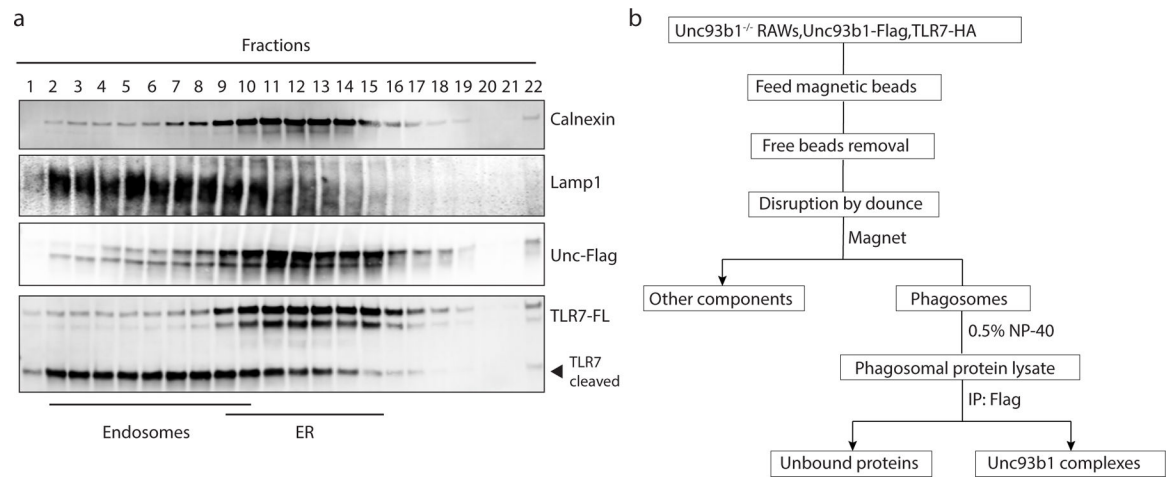 a
Fractions
1 2 3 4 5 6 7 8 9 10 11 12 13 14 15 16 17 18 19 20 21 22
Calnexin
Lamp1
Unc-Flag
TLR7-FL
TLR7
cleaved
Endosomes
ER
b
Unc93b1-/- RAWs,Unc93b1-Flag,TLR7-HA
Feed magnetic beads
Free beads removal
Disruption by dounce
Magnet
Other components
Phagosomes
0.5% NP-40
Phagosomal protein lysate
IP: Flag
Unbound proteins
Unc93b1 complexes